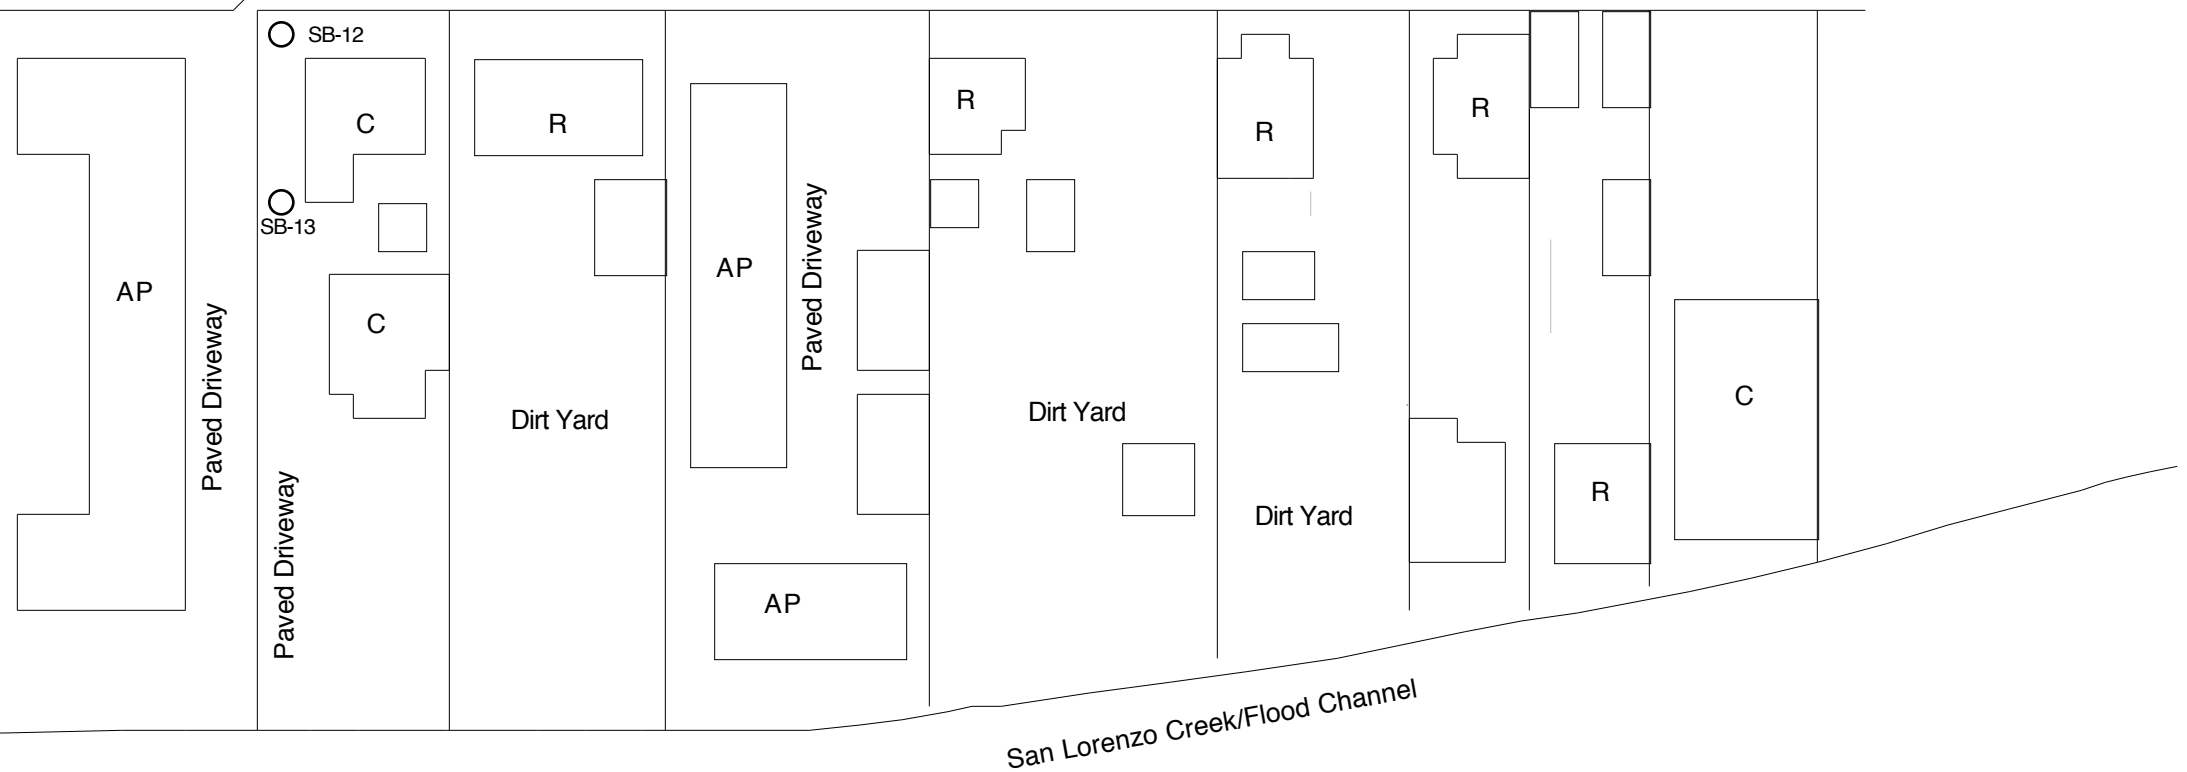 SB-12
C
R
R
R
R
SB-13
AP
Paved Driveway
Paved Driveway
C
Dirt Yard
AP
Paved Driveway
AP
Dirt Yard
Dirt Yard
R
C
San Lorenzo Creek/Flood Channel